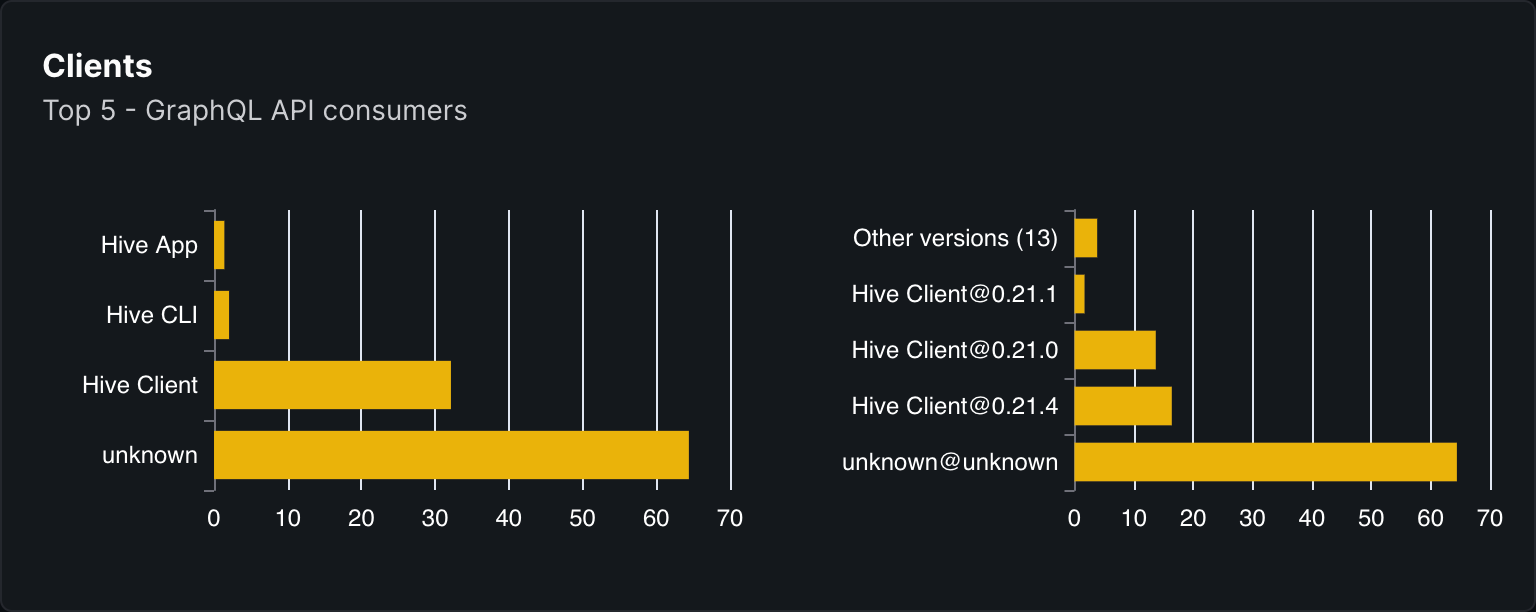 Clients
Top 5 - GraphQL API consumers
Hive App
Hive CLI
Hive Client
unknown
0 10 20 30 40 50 60 70
Other versions (13)
Hive Client@0.21.1
Hive Client@0.21.0
Hive Client@0.21.4
unknown@unknown
0 10 20 30 40 50 60 70